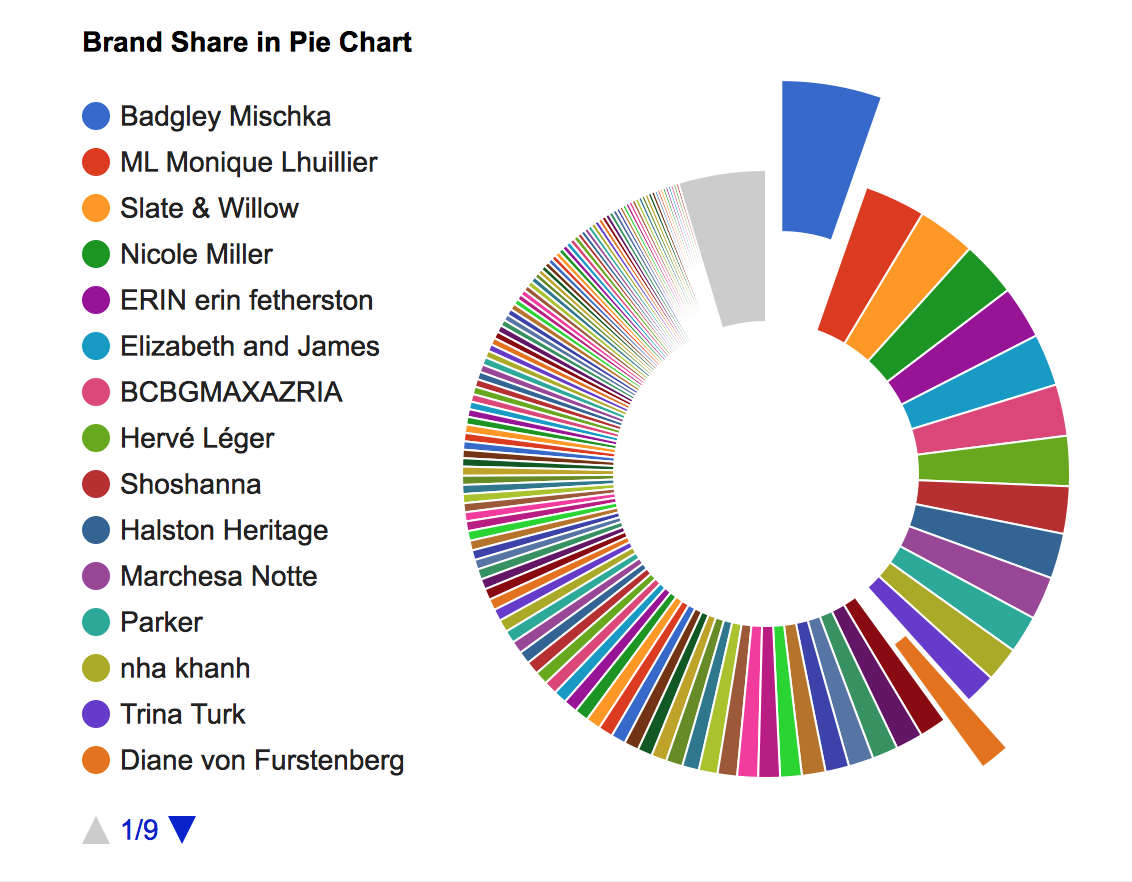 Brand Share in Pie Chart
Badgley Mischka
ML Monique Lhuillier
Slate & Willow
Nicole Miller
ERIN erin fetherston
Elizabeth and James
BCBGMAXAZRIA
Hervé Léger
Shoshanna
Halston Heritage
Marchesa Notte
Parker
nha khanh
Trina Turk
Diane von Furstenberg
1/9